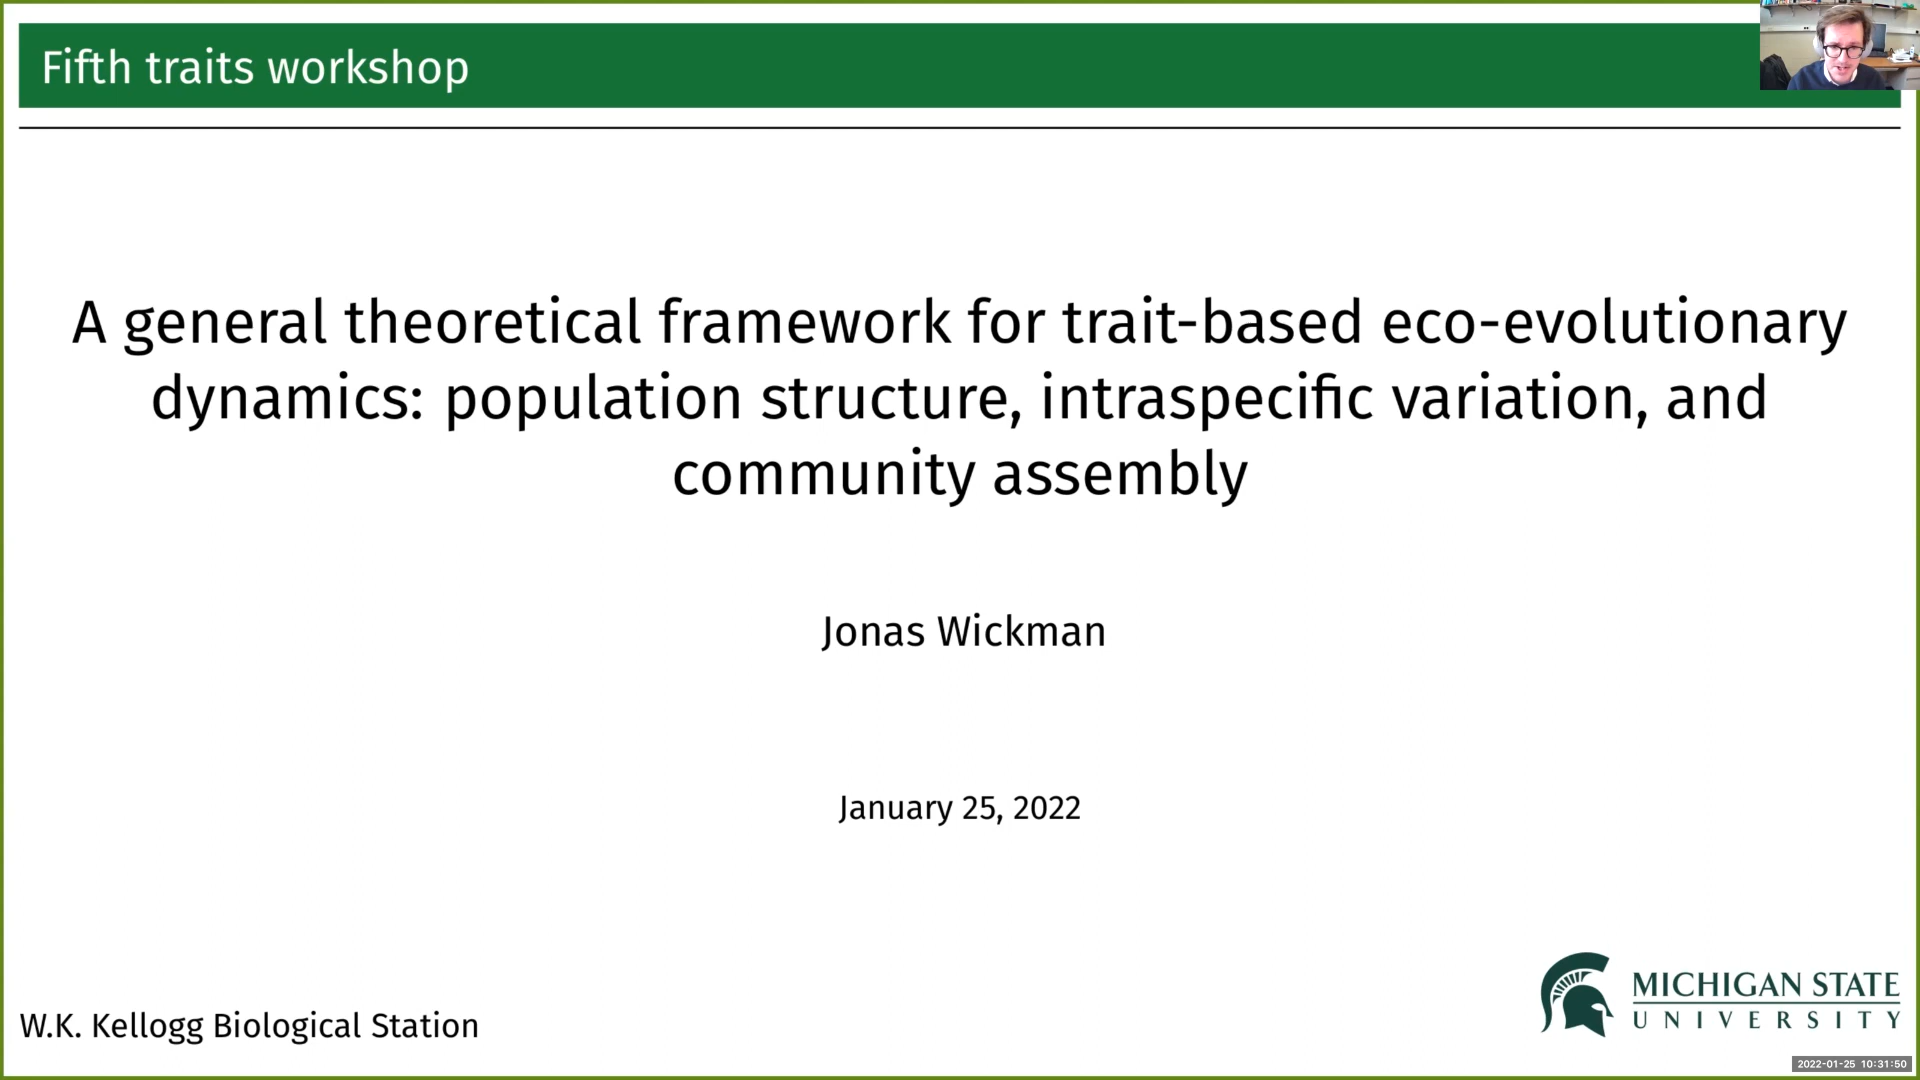 Fifth traits workshop
A general theoretical framework for trait-based eco-evolutionary
dynamics: population structure, intraspecific variation, and
community assembly
Jonas Wickman
January 25, 2022
W.K. Kellogg Biological Station
MICHIGAN STATE
UNIVERSITY
2022-01-25 10:31:50